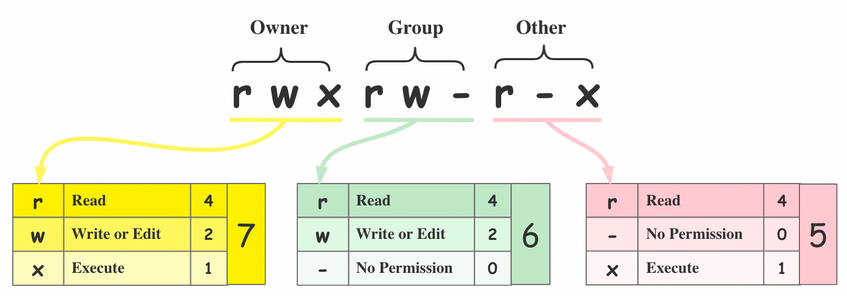 Owner Group Other
r w x r w - r - x
r Read 4
w Write or Edit 2
x Execute 1
7
r Read 4
w Write or Edit 2
- No Permission 0
6
r Read 4
- No Permission 0
x Execute 1
5